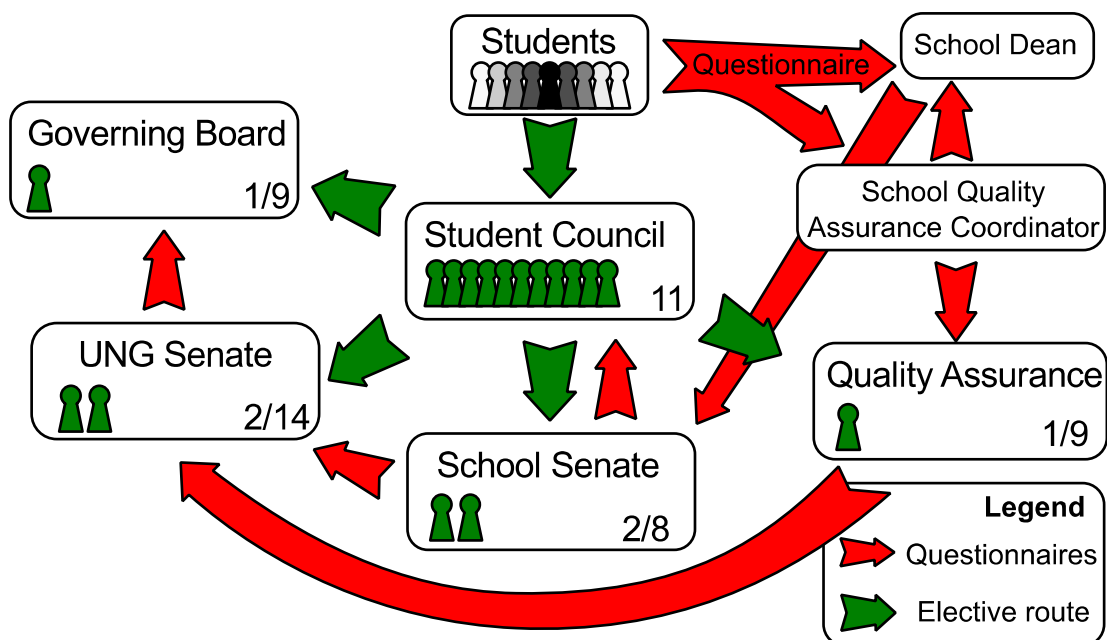 Students
Questionnaire
School Dean
Governing Board
1/9
School Quality
Assurance Coordinator
Student Council
11
UNG Senate
2/14
Quality Assurance
1/9
School Senate
2/8
Legend
Questionnaires
Elective route